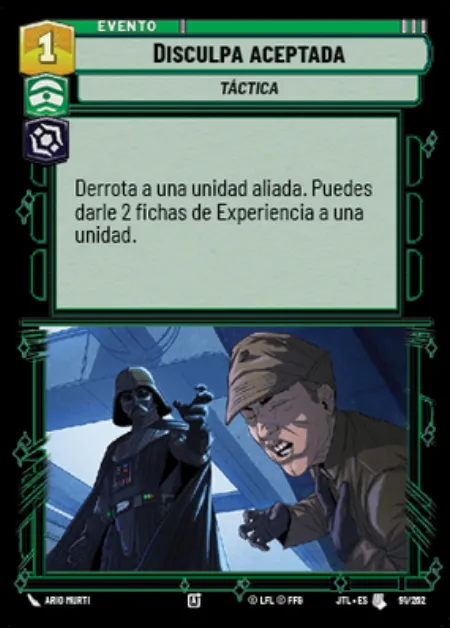 EVENTO
1
DISCULPA ACEPTADA
TÁCTICA
Derrota a una unidad aliada. Puedes
darle 2 fichas de Experiencia a una
unidad.
ARIO MURTI
A
© LFL © FFG
JTL • ES
91/262